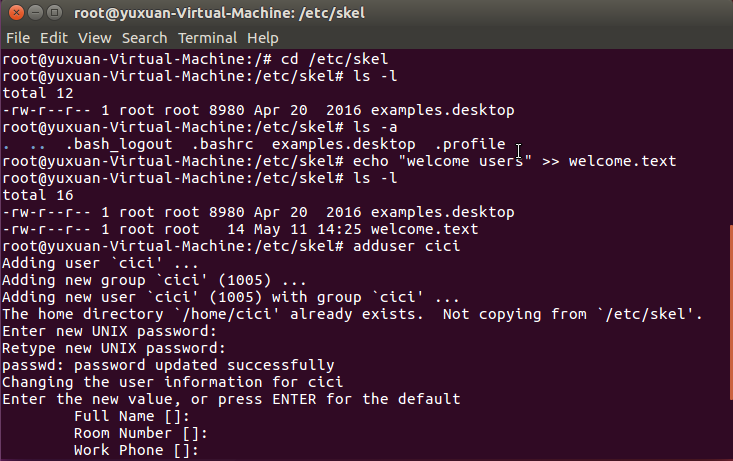 root@yuxuan-Virtual-Machine: /etc/skel
File Edit View Search Terminal Help
root@yuxuan-Virtual-Machine:/# cd /etc/skel
root@yuxuan-Virtual-Machine:/etc/skel# ls -l
total 12
-rw-r--r-- 1 root root 8980 Apr 20  2016 examples.desktop
root@yuxuan-Virtual-Machine:/etc/skel# ls -a
.  ..  .bash_logout  .bashrc  examples.desktop  .profile
root@yuxuan-Virtual-Machine:/etc/skel# echo "welcome users" >> welcome.text
root@yuxuan-Virtual-Machine:/etc/skel# ls -l
total 16
-rw-r--r-- 1 root root 8980 Apr 20  2016 examples.desktop
-rw-r--r-- 1 root root   14 May 11 14:25 welcome.text
root@yuxuan-Virtual-Machine:/etc/skel# adduser cici
Adding user `cici' ...
Adding new group `cici' (1005) ...
Adding new user `cici' (1005) with group `cici' ...
The home directory `/home/cici' already exists.  Not copying from `/etc/skel'.
Enter new UNIX password:
Retype new UNIX password:
passwd: password updated successfully
Changing the user information for cici
Enter the new value, or press ENTER for the default
        Full Name []:
        Room Number []:
        Work Phone []: